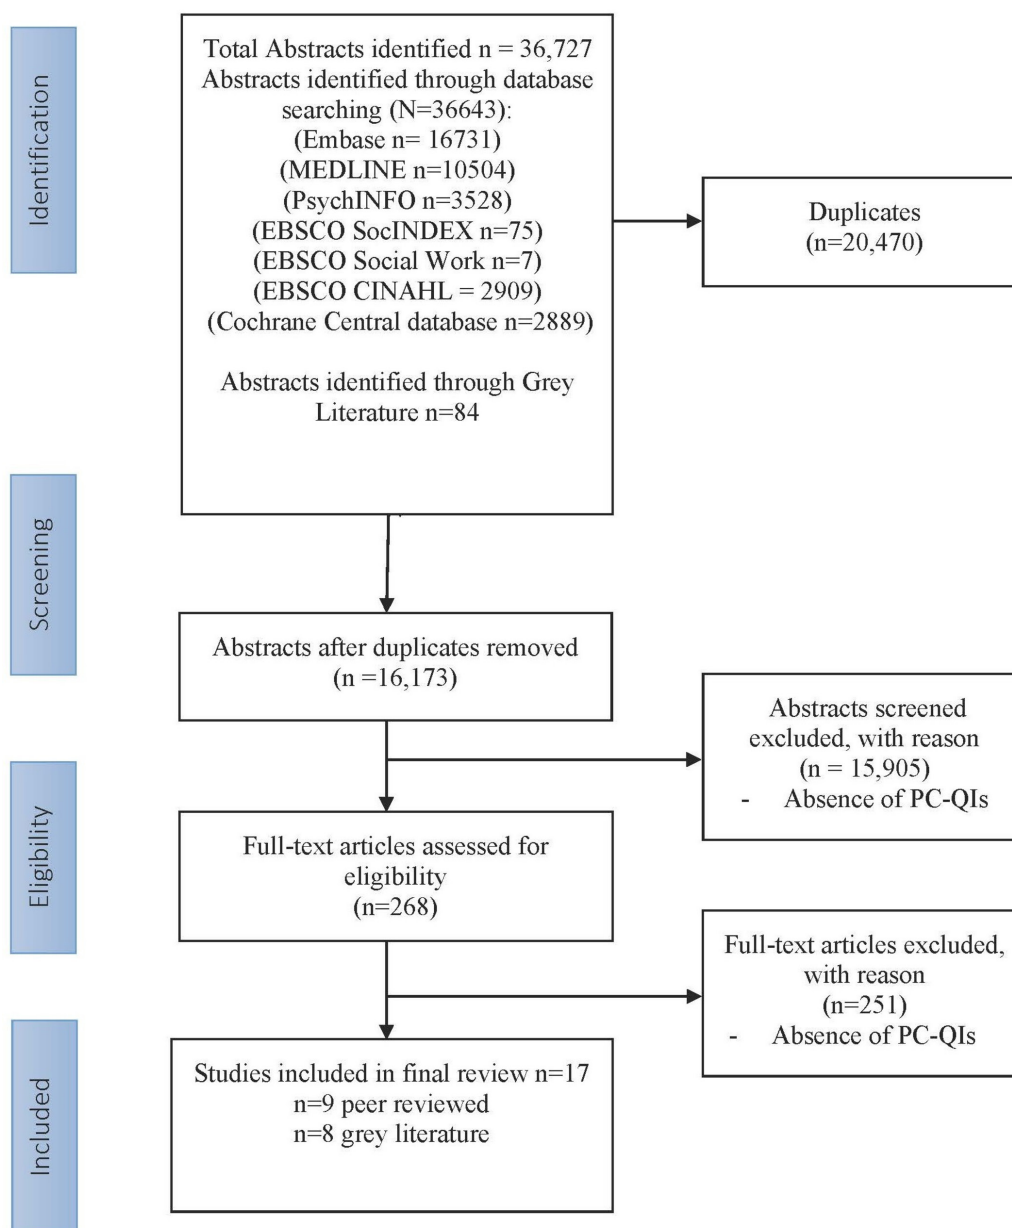 Identification
Total Abstracts identified n = 36,727
Abstracts identified through database
searching (N=36643):
(Embase n= 16731)
(MEDLINE n=10504)
(PsychINFO n=3528)
(EBSCO SocINDEX n=75)
(EBSCO Social Work n=7)
(EBSCO CINAHL = 2909)
(Cochrane Central database n=2889)
Abstracts identified through Grey
Literature n=84
Duplicates
(n=20,470)
Screening
Abstracts after duplicates removed
(n =16,173)
Abstracts screened
excluded, with reason
(n = 15,905)
- Absence of PC-QIs
Eligibility
Full-text articles assessed for
eligibility
(n=268)
Full-text articles excluded,
with reason
(n=251)
- Absence of PC-QIs
Included
Studies included in final review n=17
n=9 peer reviewed
n=8 grey literature